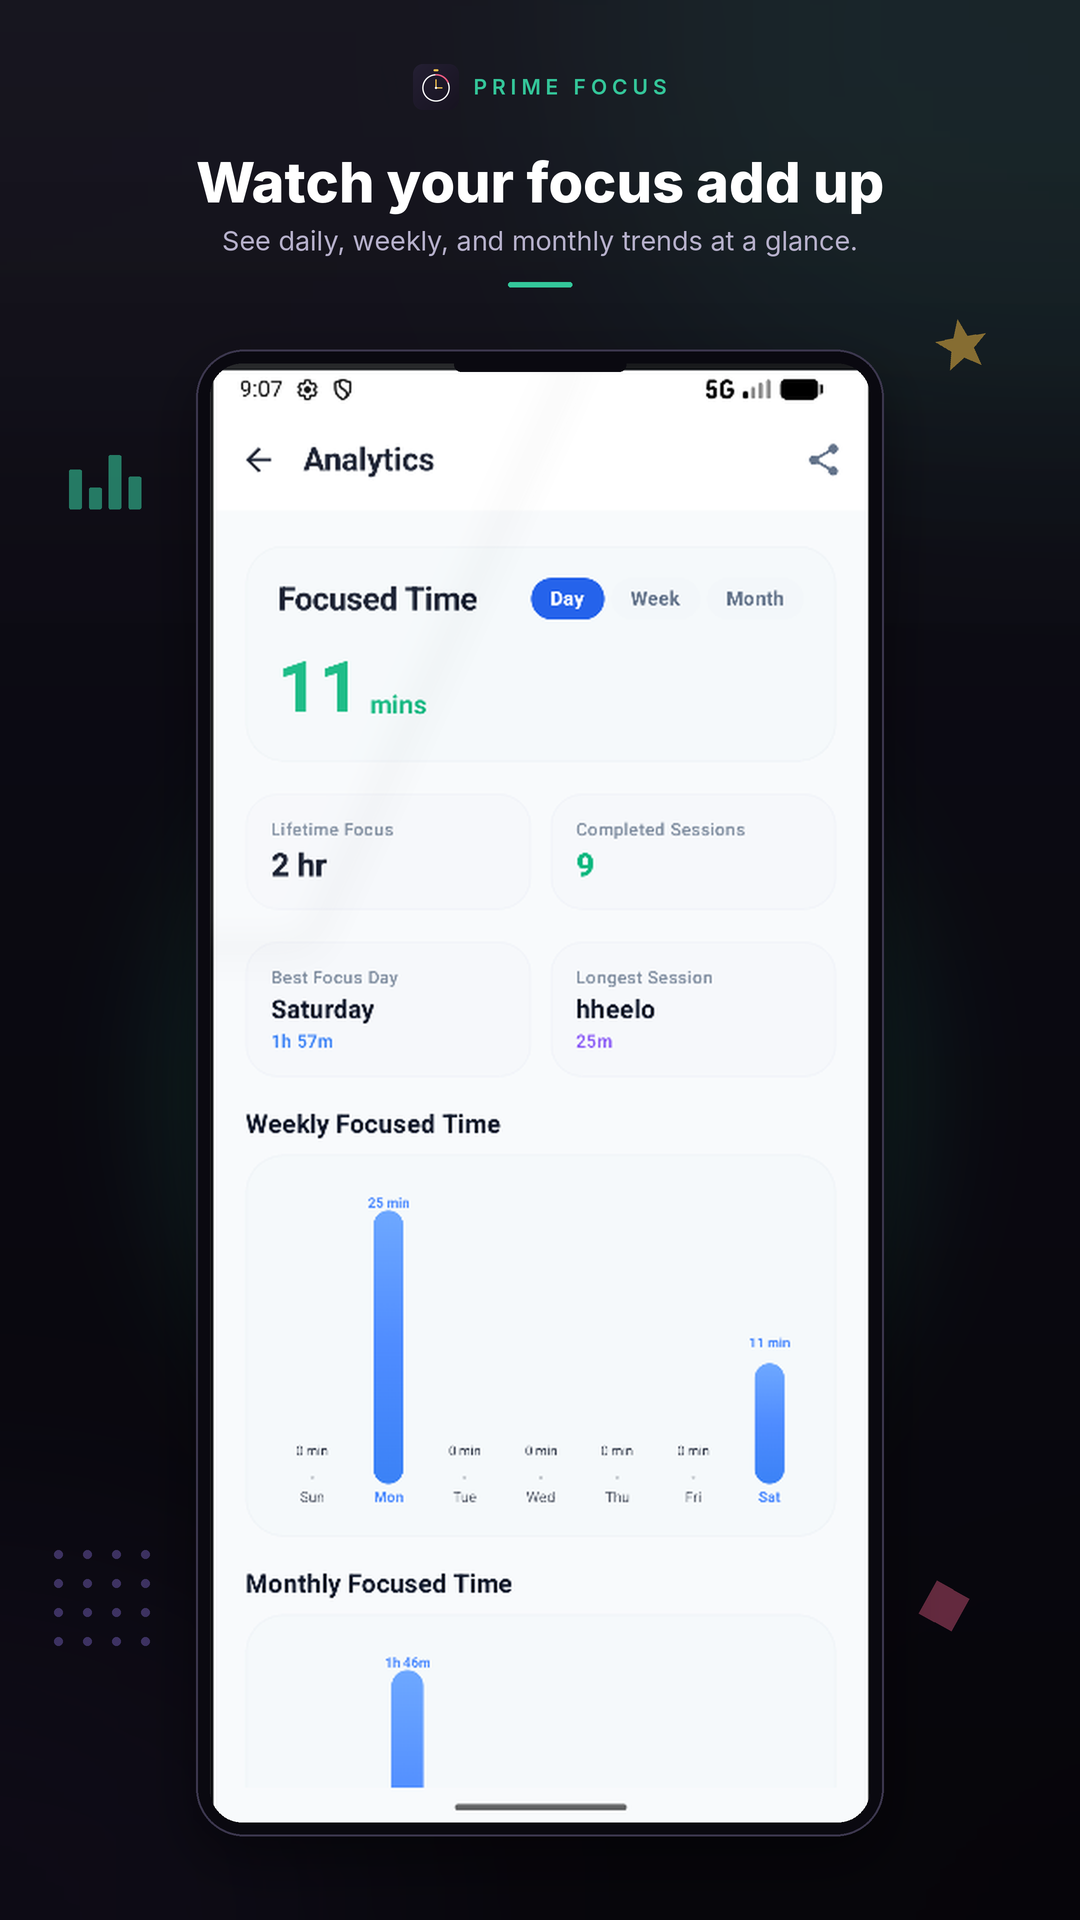 PRIME FOCUS
Watch your focus add up
See daily, weekly, and monthly trends at a glance.
9:07 5G
Analytics
Focused Time Day Week Month
11 mins
Lifetime Focus Completed Sessions
2 hr 9
Best Focus Day Longest Session
Saturday hheelo
1h 57m 25m
Weekly Focused Time
25 min
11 min
0 min 0 min 0 min 0 min 0 min
Sun Mon Tue Wed Thu Fri Sat
Monthly Focused Time
1h 46m